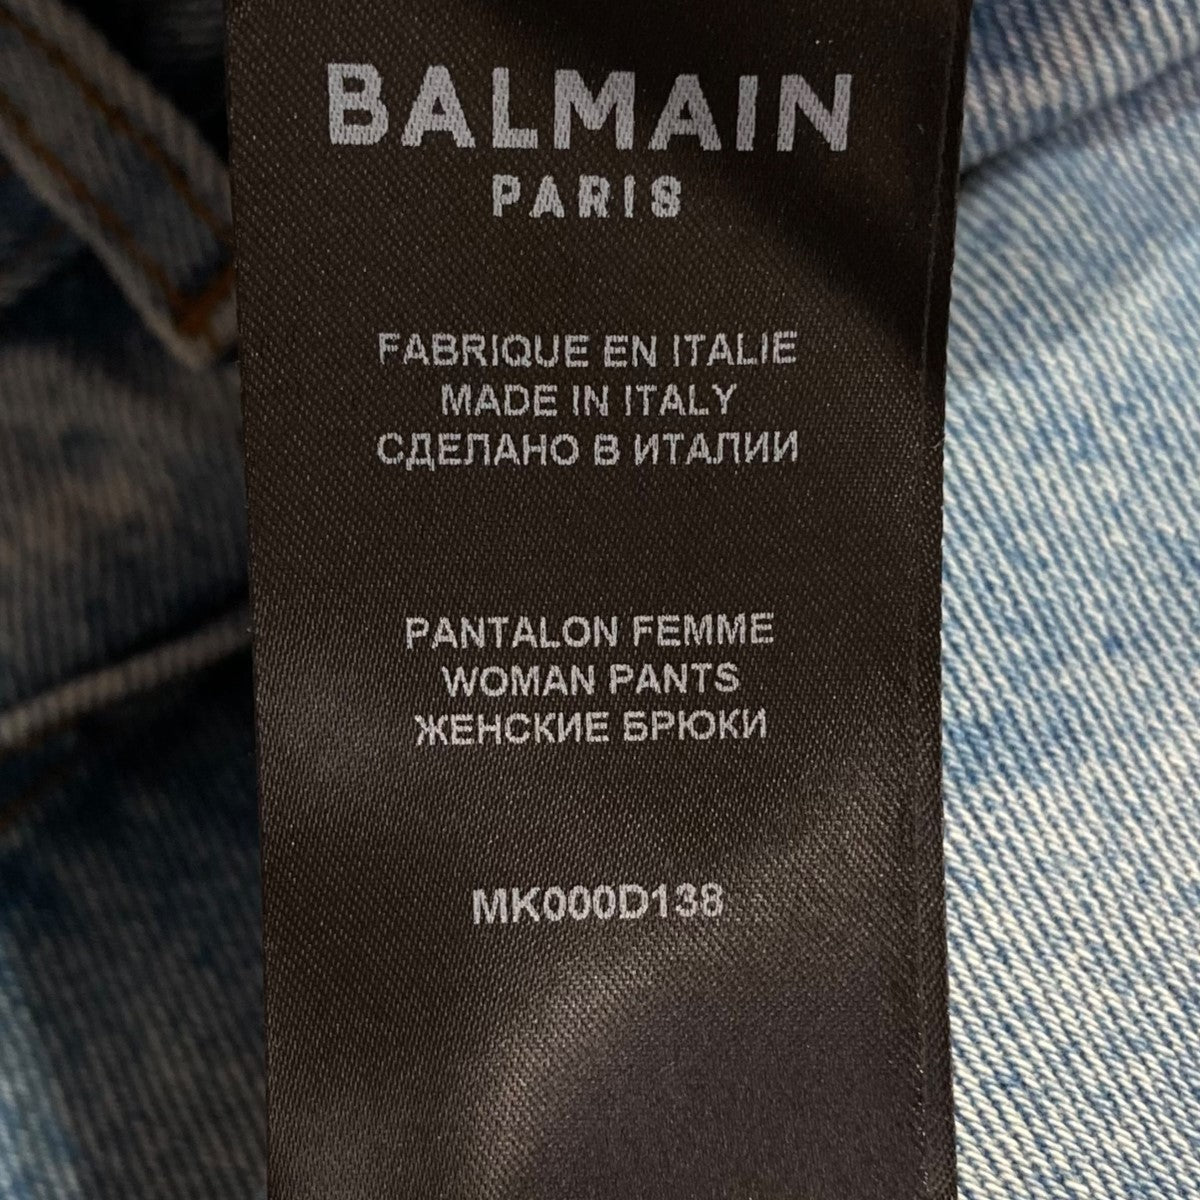 BALMAIN
PARIS
FABRIQUE EN ITALIE
MADE IN ITALY
СДЕЛАНО В ИТАЛИИ
PANTALON FEMME
WOMAN PANTS
ЖЕНСКИЕ БРЮКИ
MK000D138